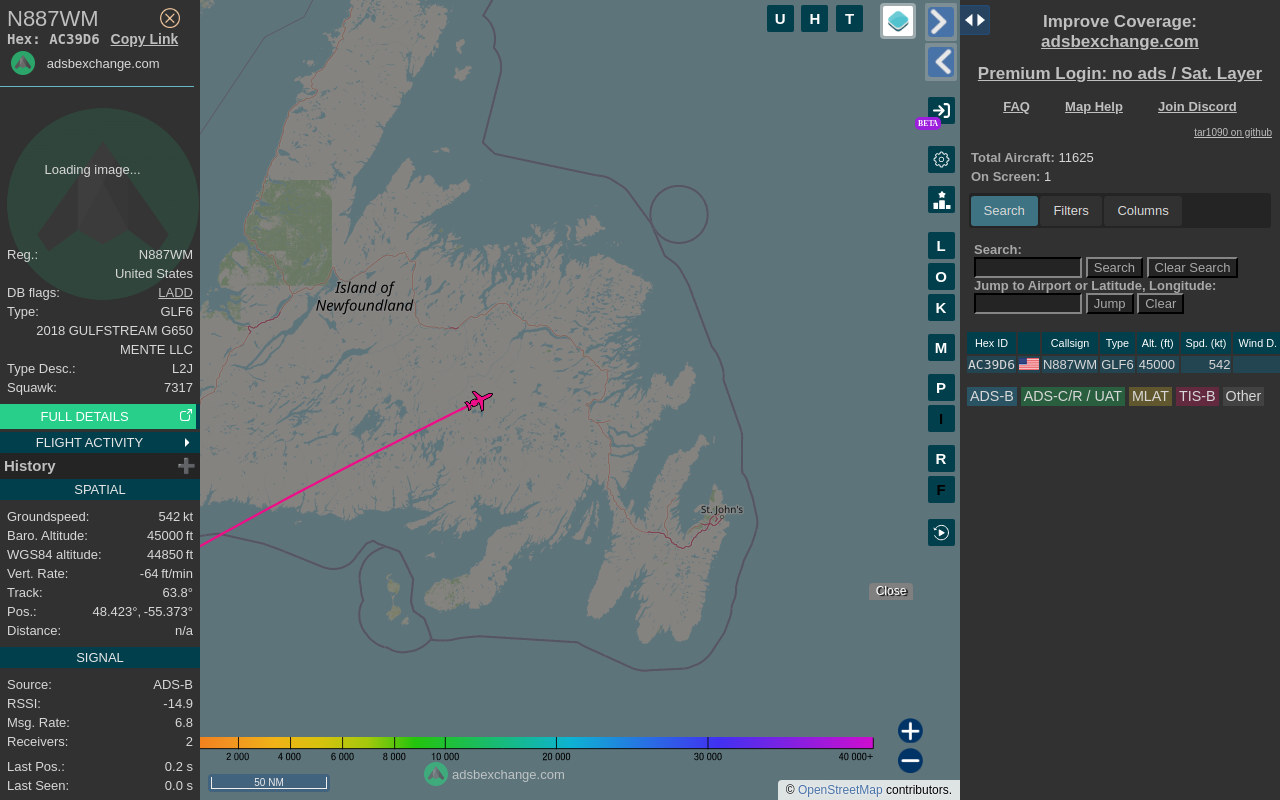 N887WM
Hex: AC39D6 Copy Link
adsbexchange.com
Loading image...
Reg.: N887WM
United States
DB flags: LADD
Type: GLF6
2018 GULFSTREAM G650
MENTE LLC
Type Desc.: L2J
Squawk: 7317
FULL DETAILS
FLIGHT ACTIVITY
History
SPATIAL
Groundspeed: 542 kt
Baro. Altitude: 45000 ft
WGS84 altitude: 44850 ft
Vert. Rate: -64 ft/min
Track: 63.8°
Pos.: 48.423°, -55.373°
Distance: n/a
SIGNAL
Source: ADS-B
RSSI: -14.9
Msg. Rate: 6.8
Receivers: 2
Last Pos.: 0.2 s
Last Seen: 0.0 s
Island of
Newfoundland
St. John's
U H T
BETA
L
O
K
M
P
I
R
F
Close
2 000 4 000 6 000 8 000 10 000 20 000 30 000 40 000+
50 NM
adsbexchange.com
© OpenStreetMap contributors.
Improve Coverage:
adsbexchange.com
Premium Login: no ads / Sat. Layer
FAQ Map Help Join Discord
tar1090 on github
Total Aircraft: 11625
On Screen: 1
Search Filters Columns
Search:
Search Clear Search
Jump to Airport or Latitude, Longitude:
Jump Clear
Hex ID Callsign Type Alt. (ft) Spd. (kt) Wind D.
AC39D6 N887WM GLF6 45000 542
ADS-B ADS-C/R / UAT MLAT TIS-B Other